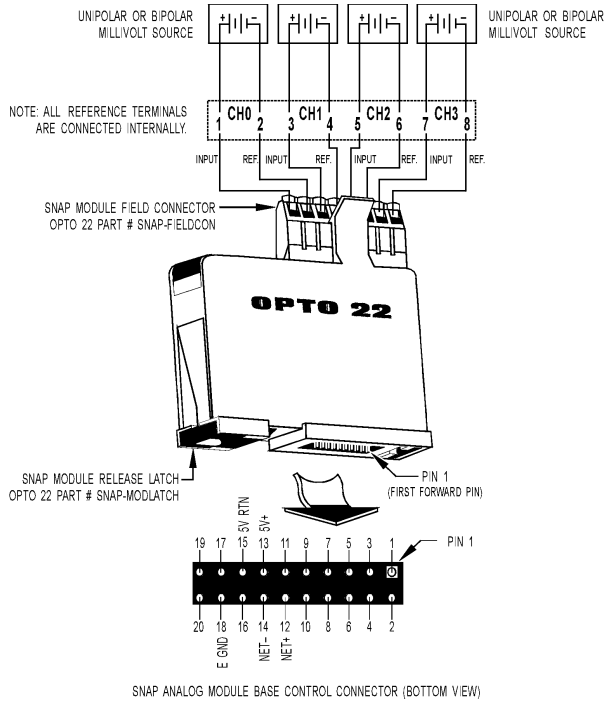 UNIPOLAR OR BIPOLAR
MILLIVOLT SOURCE
UNIPOLAR OR BIPOLAR
MILLIVOLT SOURCE
+ - + - + - + -
NOTE: ALL REFERENCE TERMINALS
ARE CONNECTED INTERNALLY.
CH0 CH1 CH2 CH3
1 2 3 4 5 6 7 8
INPUT REF. INPUT REF. INPUT REF. INPUT REF.
SNAP MODULE FIELD CONNECTOR
OPTO 22 PART # SNAP-FIELDCON
OPTO 22
SNAP MODULE RELEASE LATCH
OPTO 22 PART # SNAP-MODLATCH
PIN 1
(FIRST FORWARD PIN)
5V RTN
5V+
19 17 15 13 11 9 7 5 3 1
PIN 1
20 18 16 14 12 10 8 6 4 2
E GND
NET-
NET+
SNAP ANALOG MODULE BASE CONTROL CONNECTOR (BOTTOM VIEW)